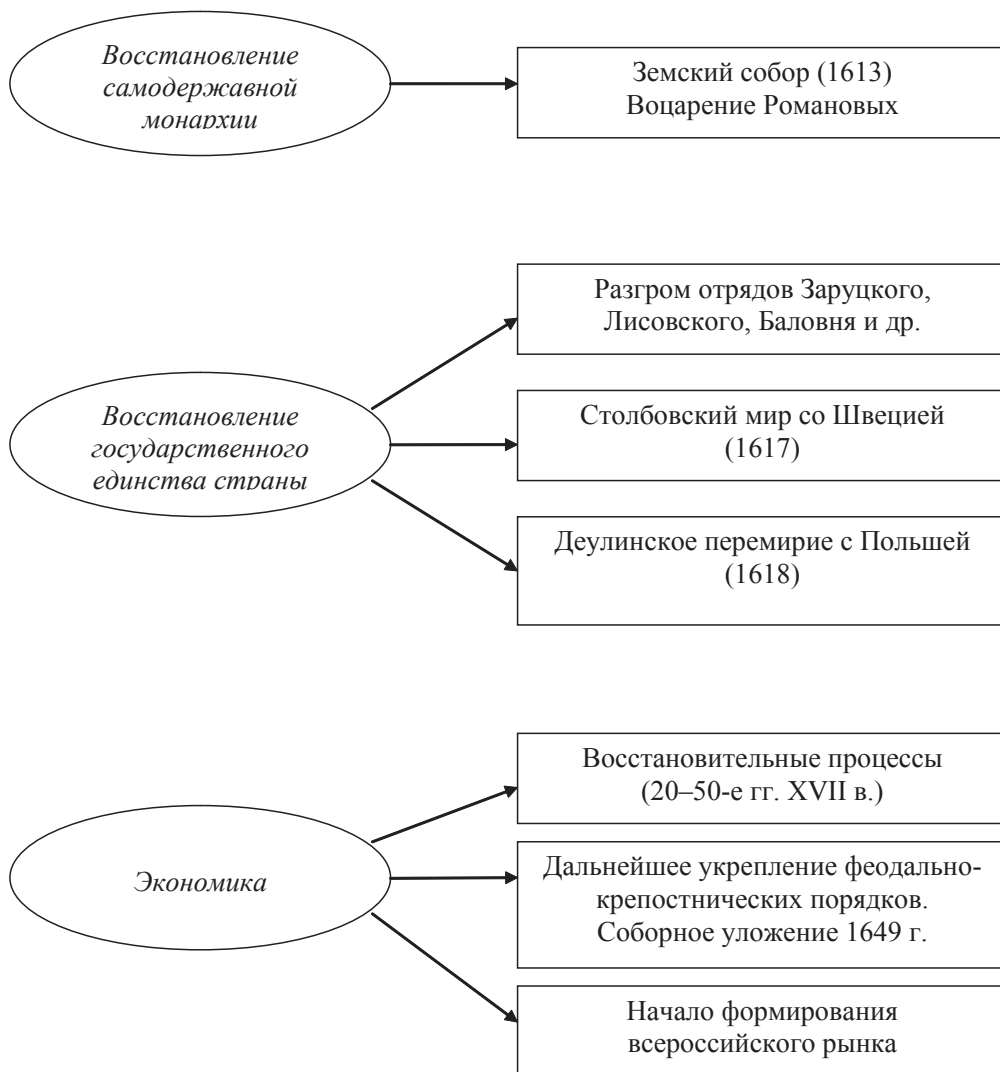 Восстановление
самодержавной
монархии
Земский собор (1613)
Воцарение Романовых
Восстановление
государственного
единства страны
Разгром отрядов Заруцкого,
Лисовского, Баловня и др.
Столбовский мир со Швецией
(1617)
Деулинское перемирие с Польшей
(1618)
Экономика
Восстановительные процессы
(20–50-е гг. XVII в.)
Дальнейшее укрепление феодально-
крепостнических порядков.
Соборное уложение 1649 г.
Начало формирования
всероссийского рынка